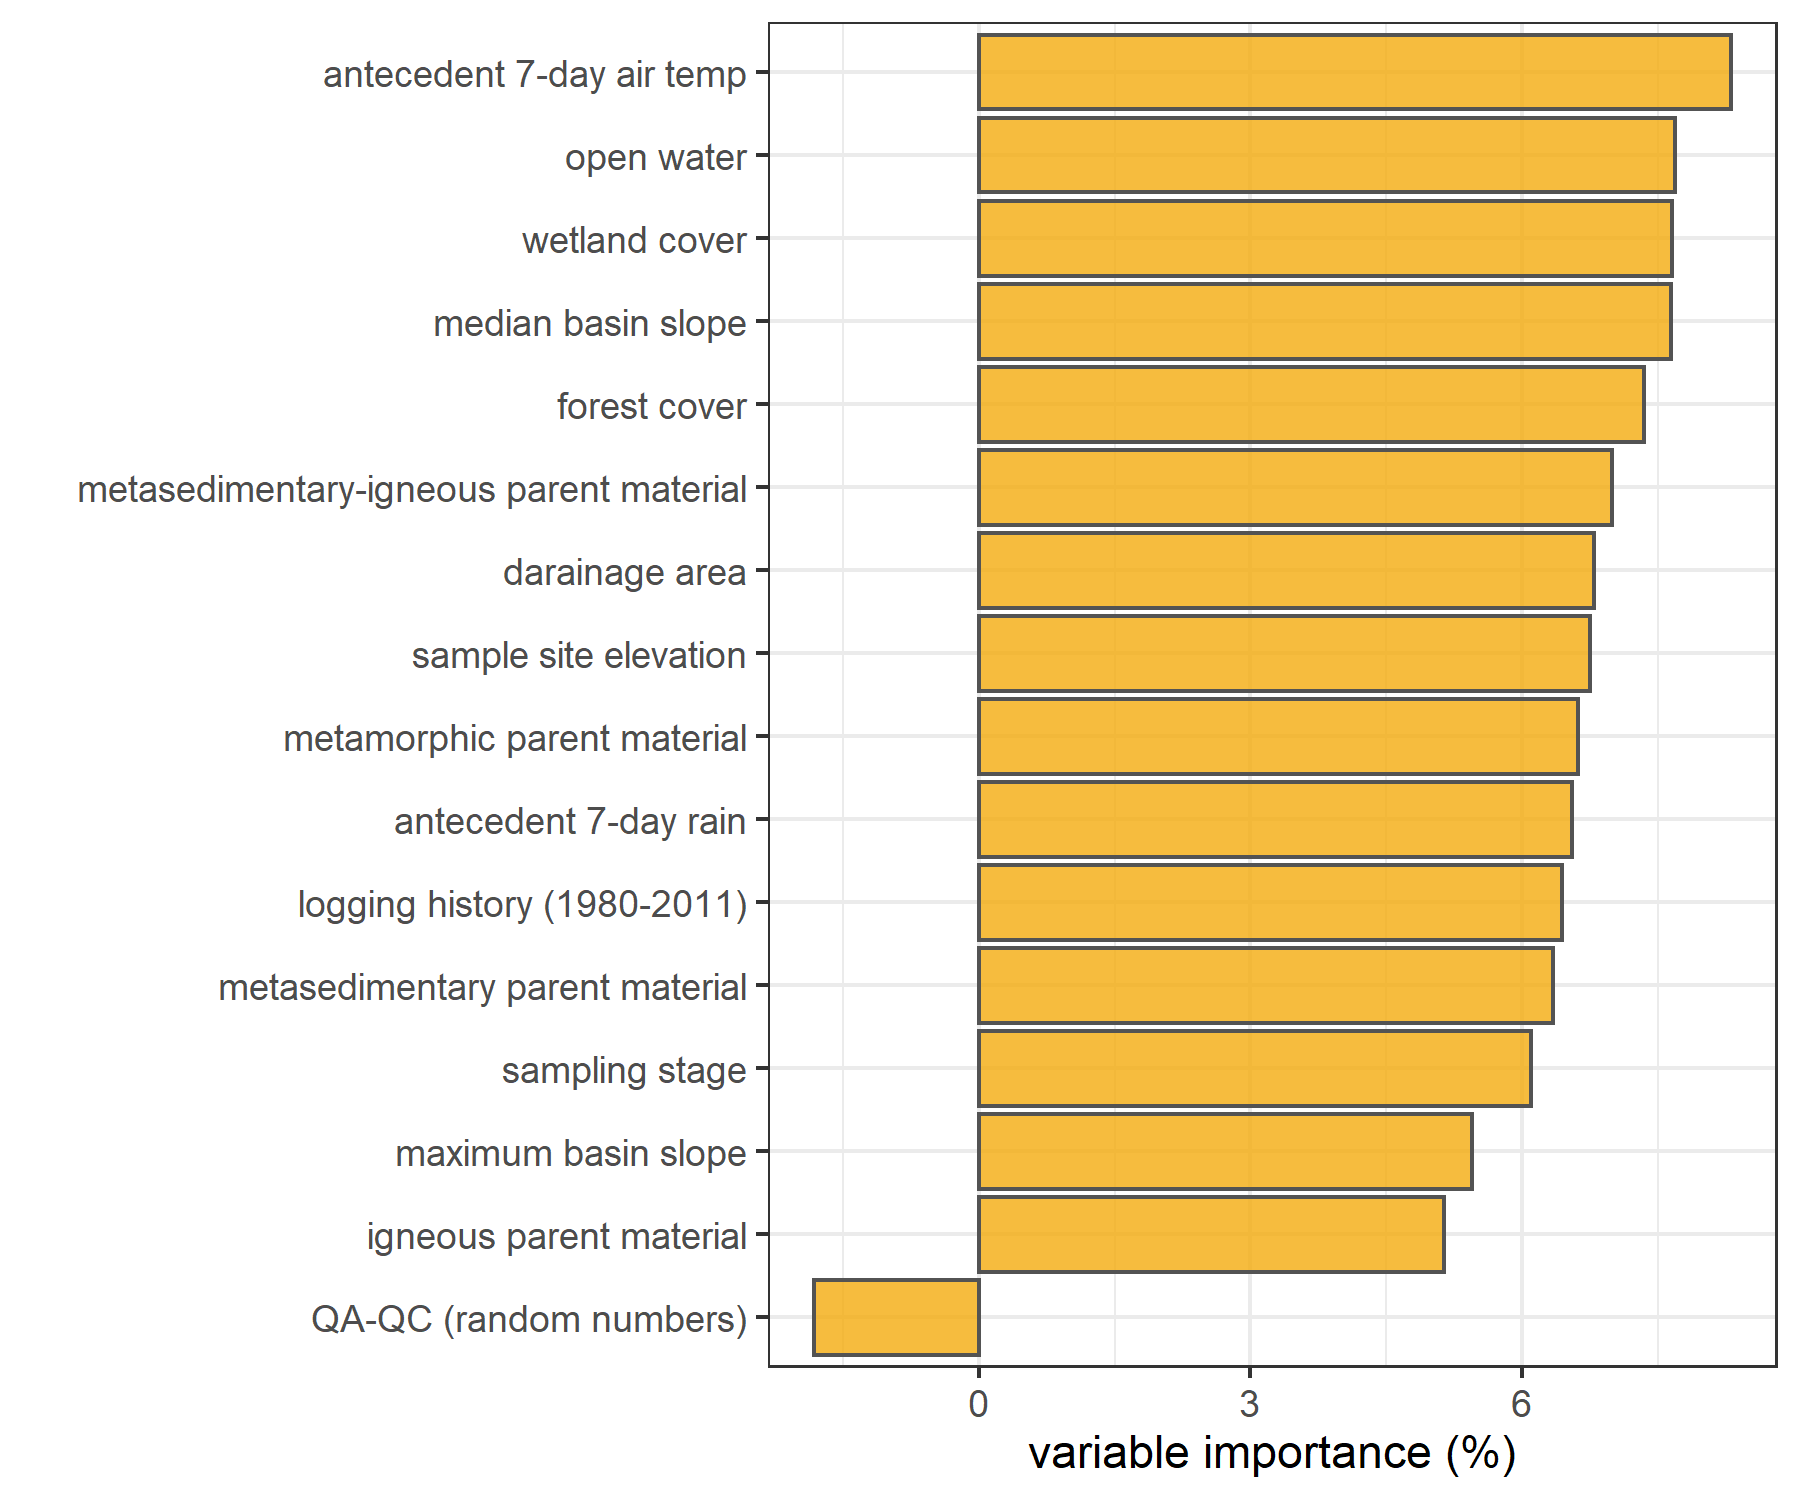 antecedent 7-day air temp
open water
wetland cover
median basin slope
forest cover
metasedimentary-igneous parent material
darainage area
sample site elevation
metamorphic parent material
antecedent 7-day rain
logging history (1980-2011)
metasedimentary parent material
sampling stage
maximum basin slope
igneous parent material
QA-QC (random numbers)
0 3 6
variable importance (%)